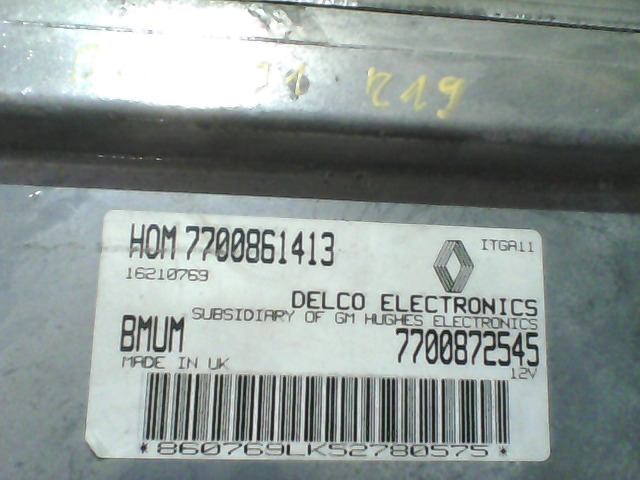 R19
HOM 7700861413
ITGA11
16210769
DELCO ELECTRONICS
SUBSIDIARY OF GM HUGHES ELECTRONICS
BMUM 7700872545
MADE IN UK
12V
*860769LK52780575*